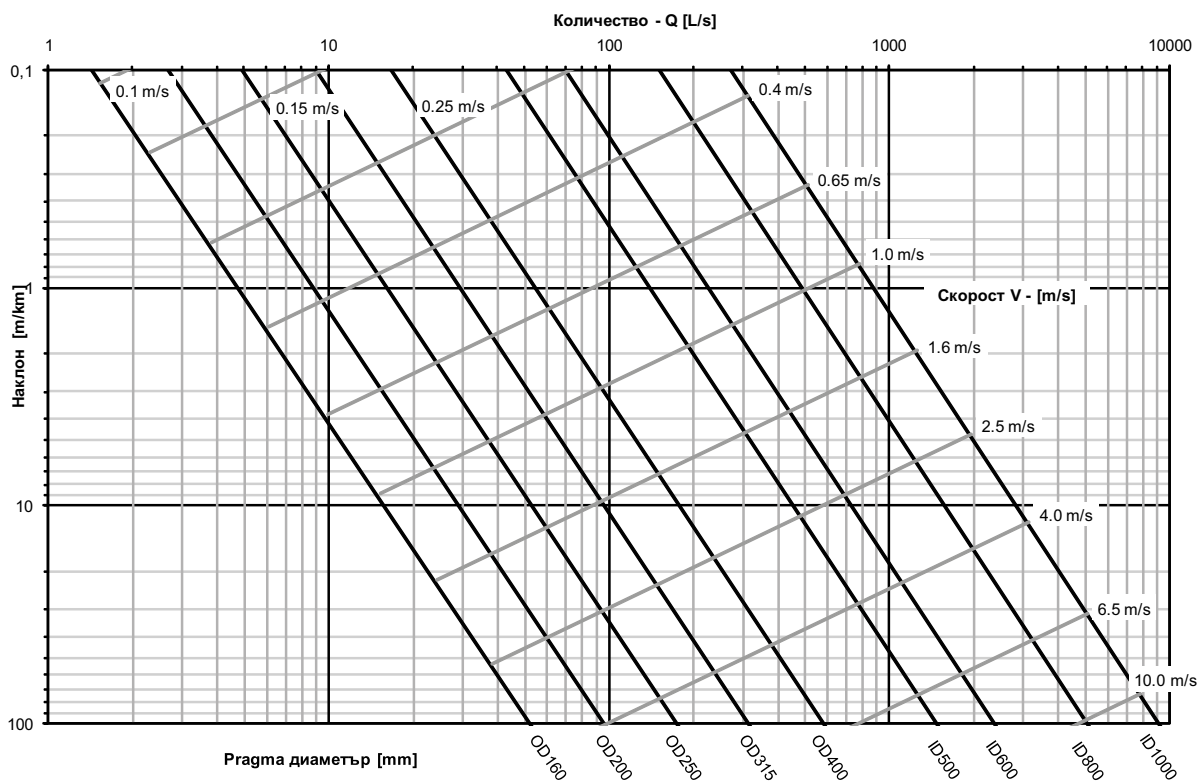 Количество - Q [L/s]
1 10 100 1000 10000
0,1
0.1 m/s
0.15 m/s
0.25 m/s
0.4 m/s
0.65 m/s
1.0 m/s
1
Скорост V - [m/s]
1.6 m/s
Наклон [m/km]
2.5 m/s
10
4.0 m/s
6.5 m/s
10.0 m/s
100
Pragma диаметър [mm]
OD160 OD200 OD250 OD315 OD400 ID500 ID600 ID800 ID1000